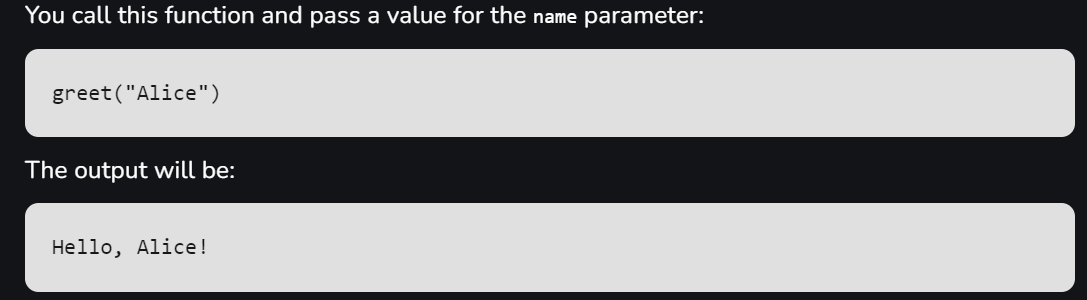 You call this function and pass a value for the name parameter:
greet("Alice")
The output will be:
Hello, Alice!